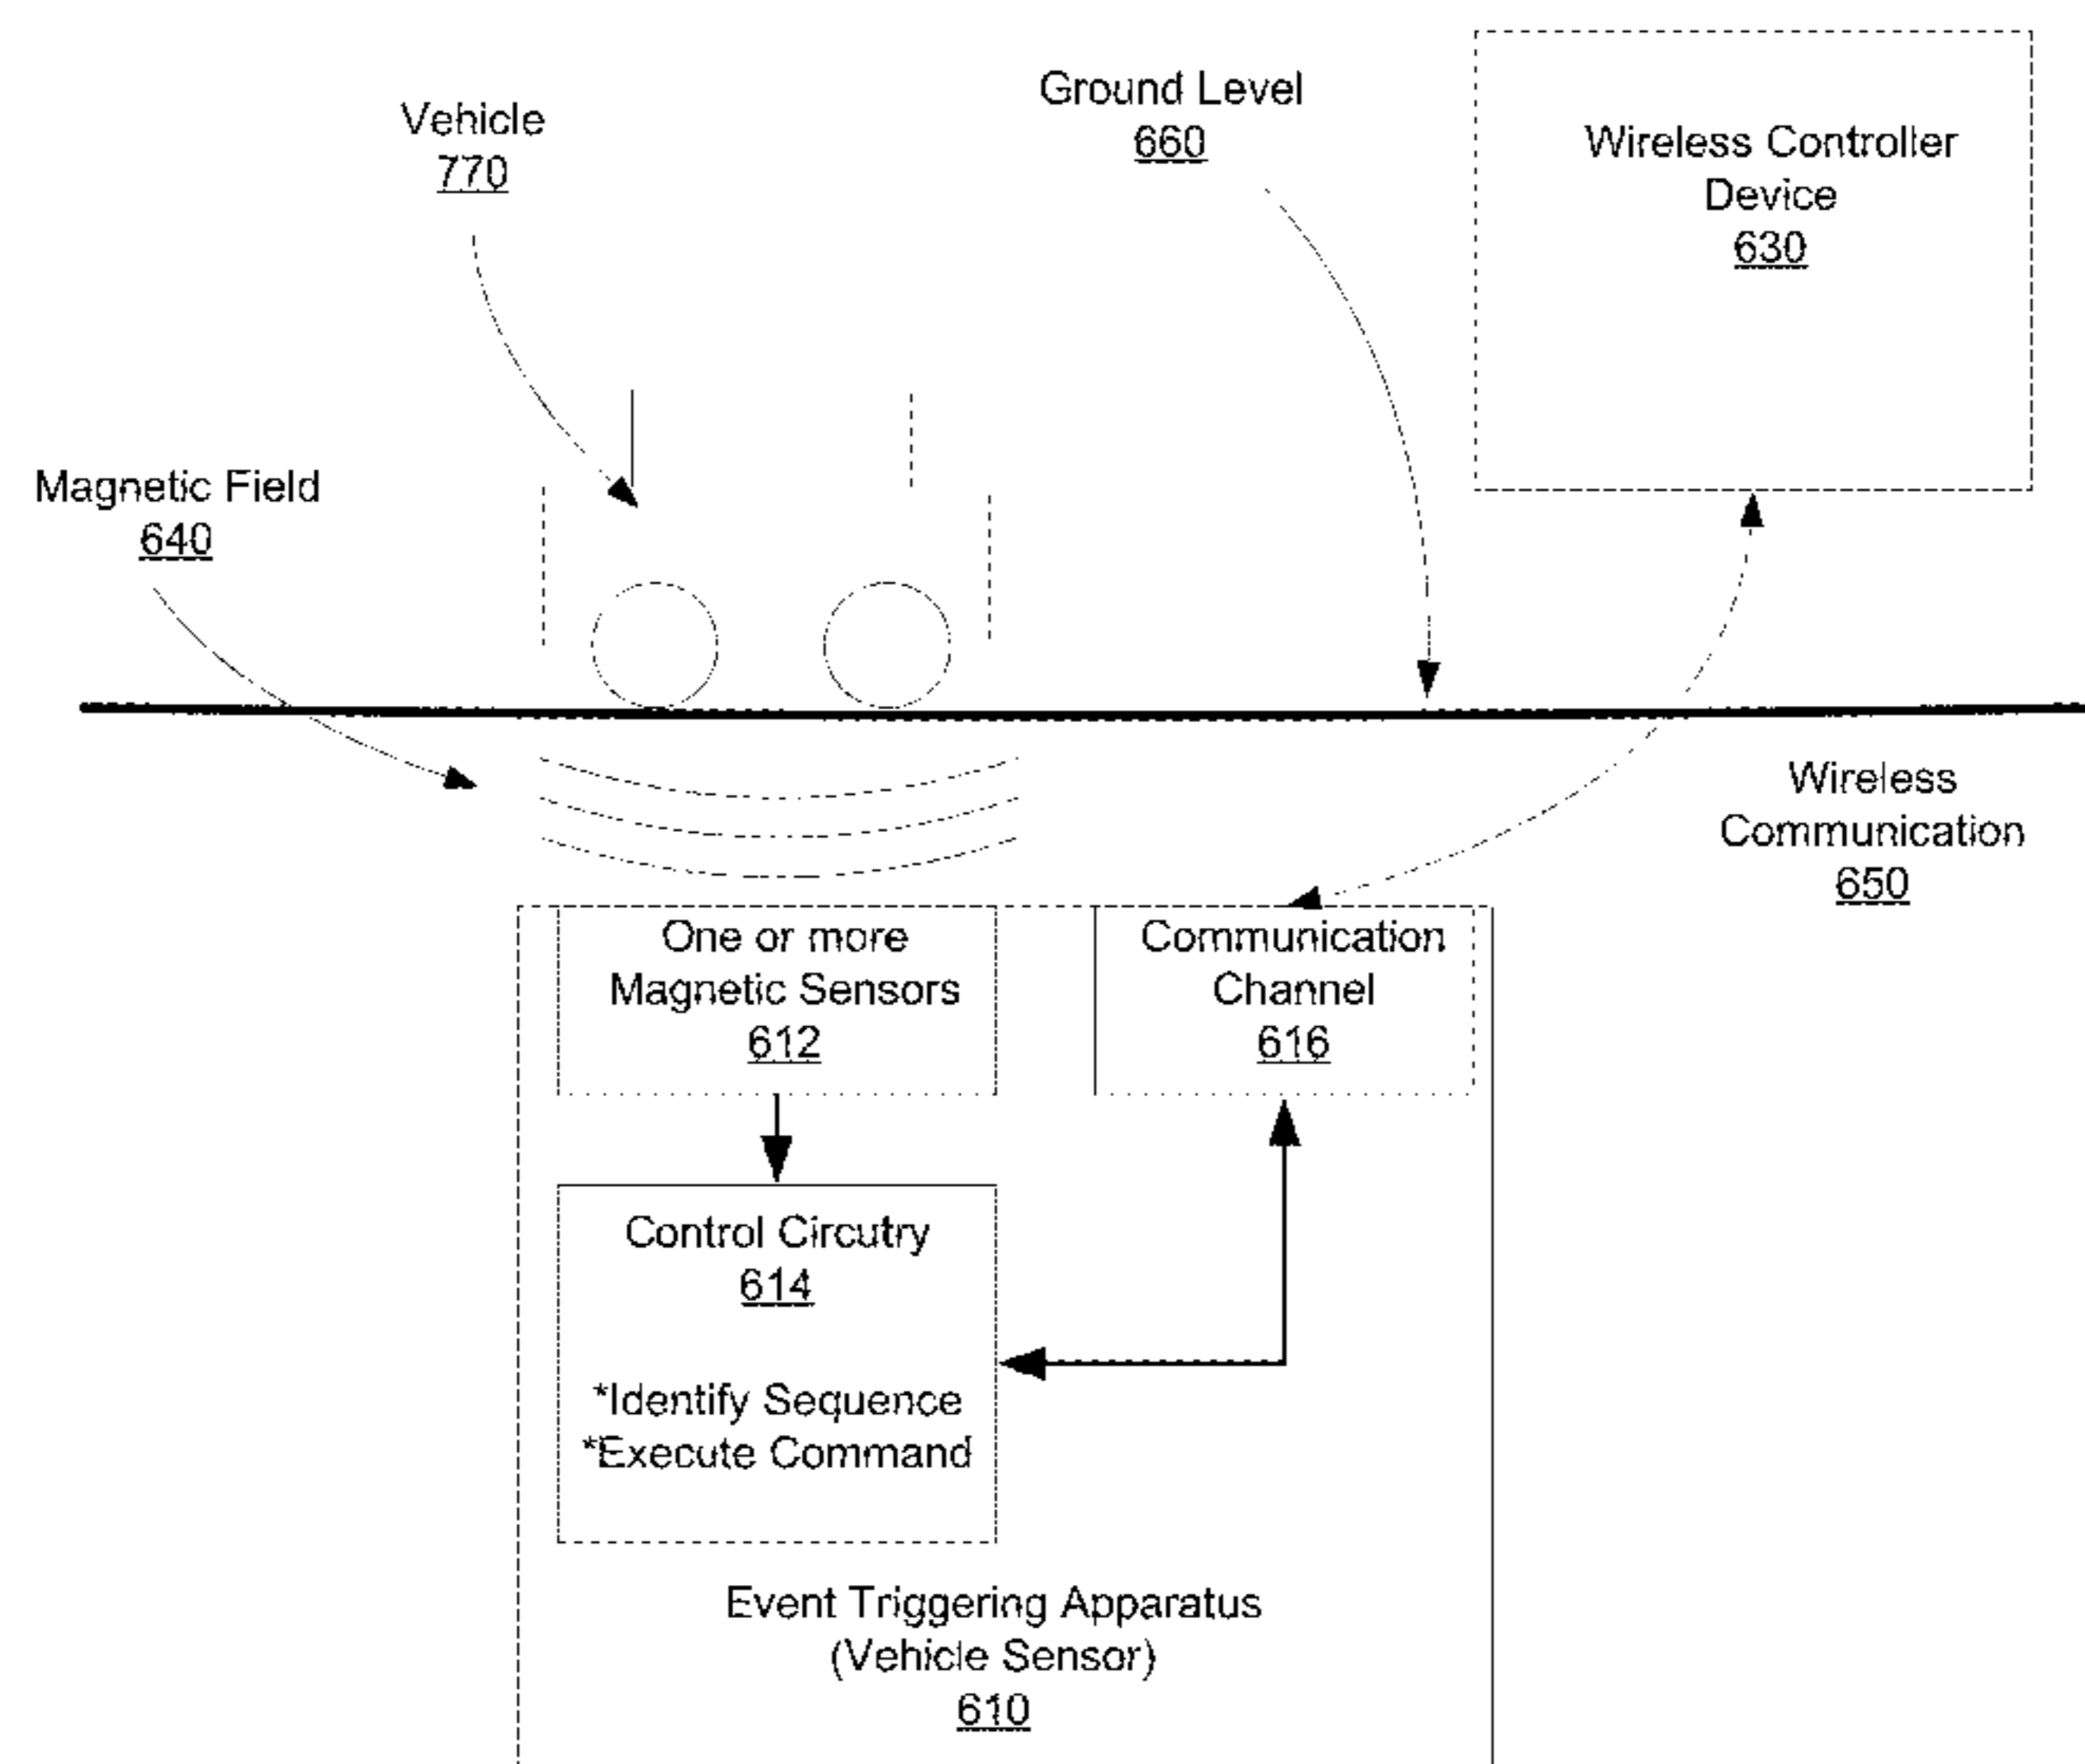 Vehicle
770
Ground Level
660
Wireless Controller
Device
630
Magnetic Field
640
Wireless
Communication
650
One or more
Magnetic Sensors
612
Communication
Channel
616
Control Circutry
614
*Identify Sequence
*Execute Command
Event Triggering Apparatus
(Vehicle Sensor)
610